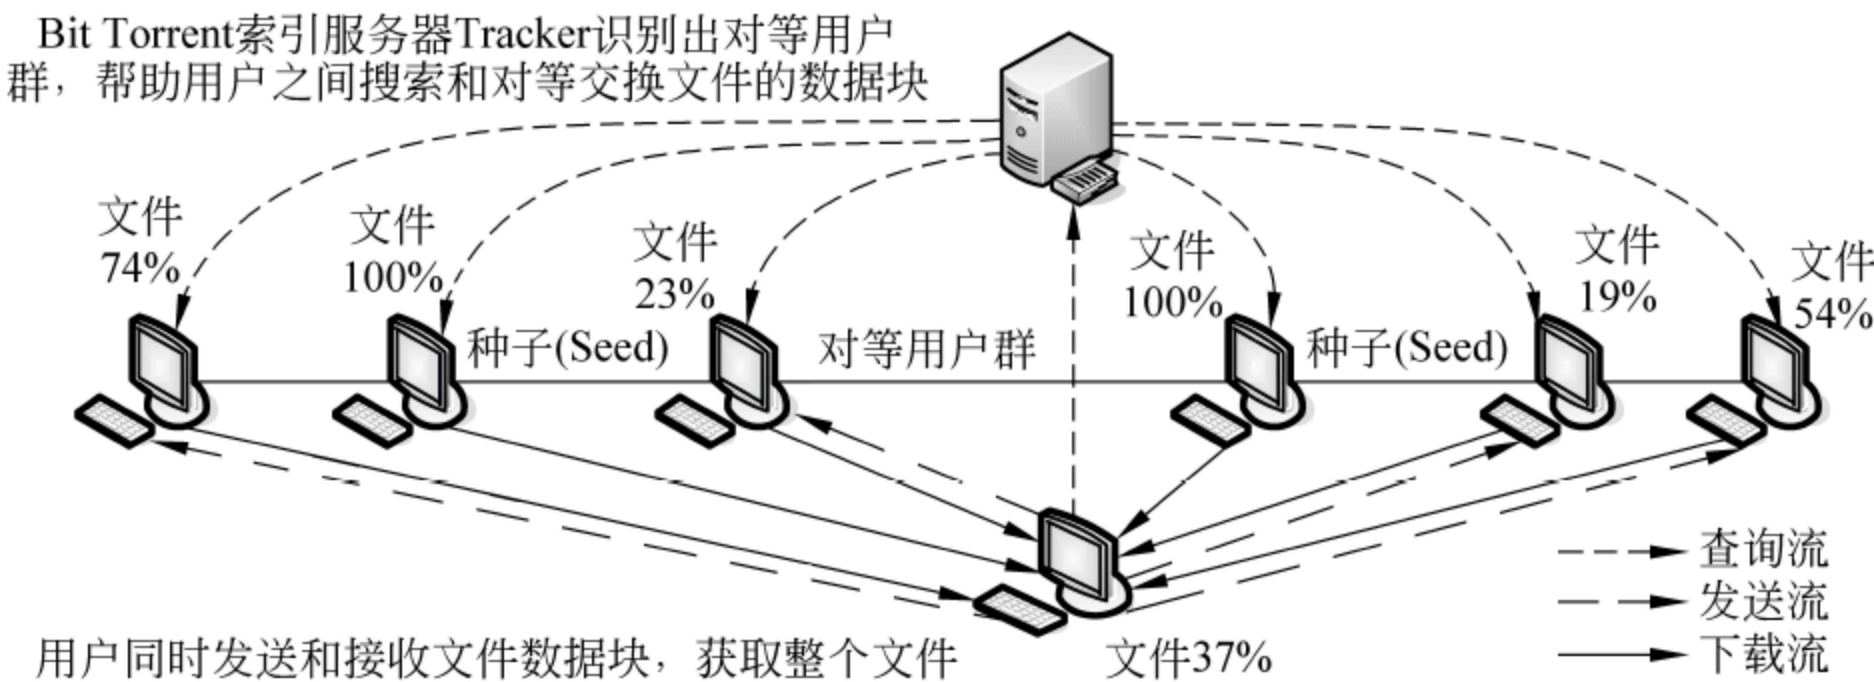 Bit Torrent索引服务器Tracker识别出对等用户
群，帮助用户之间搜索和对等交换文件的数据块
文件
74%
文件
100%
文件
23%
文件
100%
文件
19%
文件
54%
种子(Seed)
对等用户群
种子(Seed)
查询流
发送流
下载流
用户同时发送和接收文件数据块，获取整个文件
文件37%